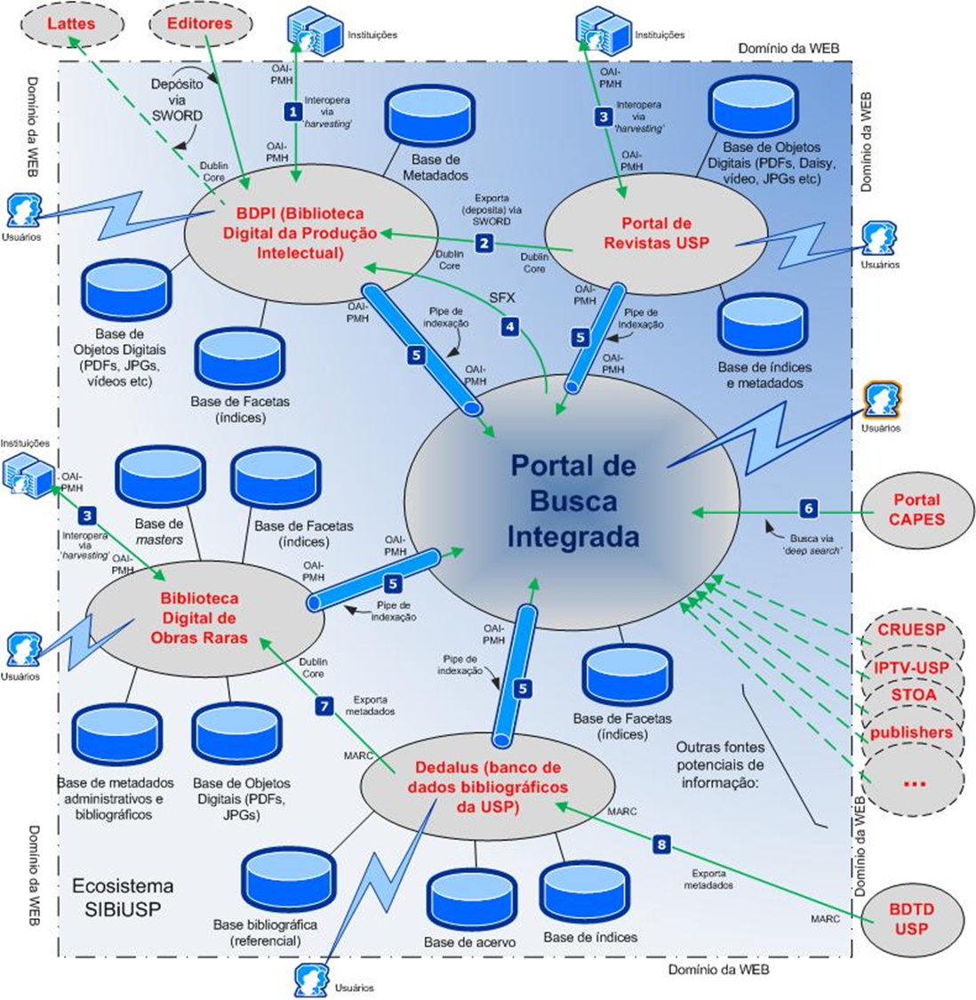 Lattes
Editores
Instituições
Instituições
Domínio da WEB
Domínio da WEB
Domínio da WEB
Depósito
via
SWORD
OAI-
PMH
1
Interopera
via
'harvesting'
OAI-
PMH
Dublin
Core
Base de
Metadados
OAI-
PMH
3
Interopera
via
'harvesting'
OAI-
PMH
Base de Objetos
Digitais (PDFs, Daisy,
vídeo, JPGs etc)
Usuários
BDPI (Biblioteca
Digital da Produção
Intelectual)
Exporta
(deposita) via
SWORD
2
Dublin
Core
Dublin
Core
Portal de
Revistas USP
Usuários
Base de
Objetos Digitais
(PDFs, JPGs,
vídeos etc)
Base de Facetas
(índices)
OAI-
PMH
Pipe de
indexação
5
OAI-
PMH
SFX
4
OAI-
PMH
Pipe de
indexação
5
OAI-
PMH
Base de índices
e metadados
Usuários
Instituições
OAI-
PMH
3
Interopera
via
'harvesting'
OAI-
PMH
Base de
masters
Base de Facetas
(índices)
Portal de
Busca
Integrada
6
Busca via
'deep search'
Portal
CAPES
OAI-
PMH
OAI-
PMH
5
Pipe de
indexação
Biblioteca
Digital de
Obras Raras
Usuários
Dublin
Core
7
Exporta
metadados
MARC
OAI-
PMH
Pipe de
indexação
5
Base de Facetas
(índices)
CRUESP
IPTV-USP
STOA
publishers
...
Outras fontes
potenciais de
informação:
Base de metadados
administrativos e
bibliográficos
Base de Objetos
Digitais (PDFs,
JPGs)
Dedalus (banco de
dados bibliográficos
da USP)
MARC
8
Exporta
metadados
MARC
BDTD
USP
Domínio da WEB
Domínio da WEB
Ecosistema
SIBiUSP
Base bibliográfica
(referencial)
Base de acervo
Base de índices
Domínio da WEB
Usuários